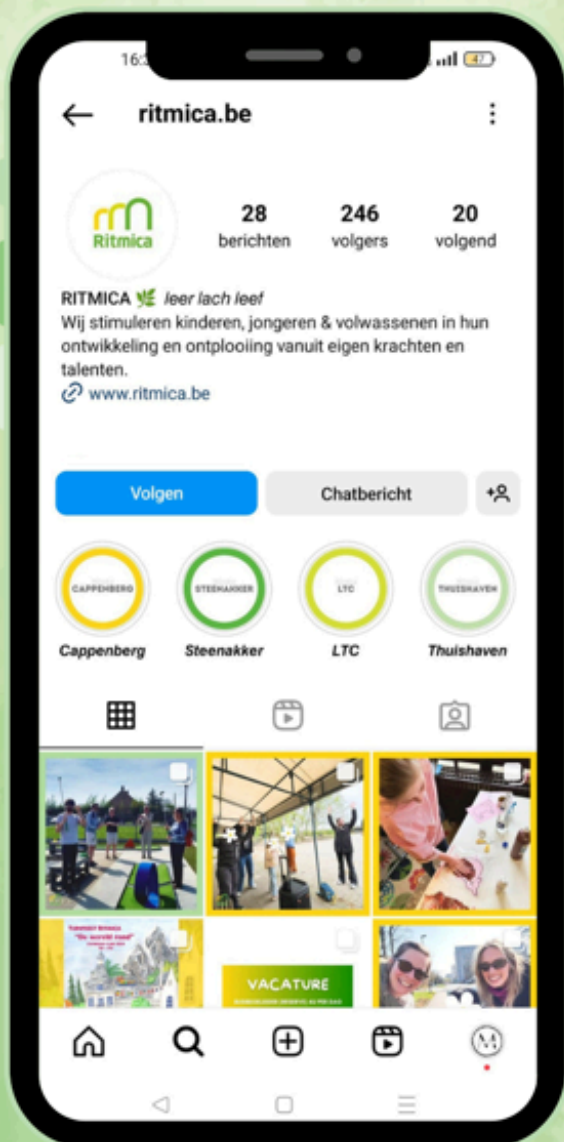 47
ritmica.be
Ritmica
28 246 20
berichten volgers volgend
RITMICA leer lach leef
Wij stimuleren kinderen, jongeren & volwassenen in hun
ontwikkeling en ontplooiing vanuit eigen krachten en
talenten.
www.ritmica.be
Volgen Chatbericht
CAPPENBERG STEENAKKER LTC THUISHAVEN
Cappenberg Steenakker LTC Thuishaven
VACATURE